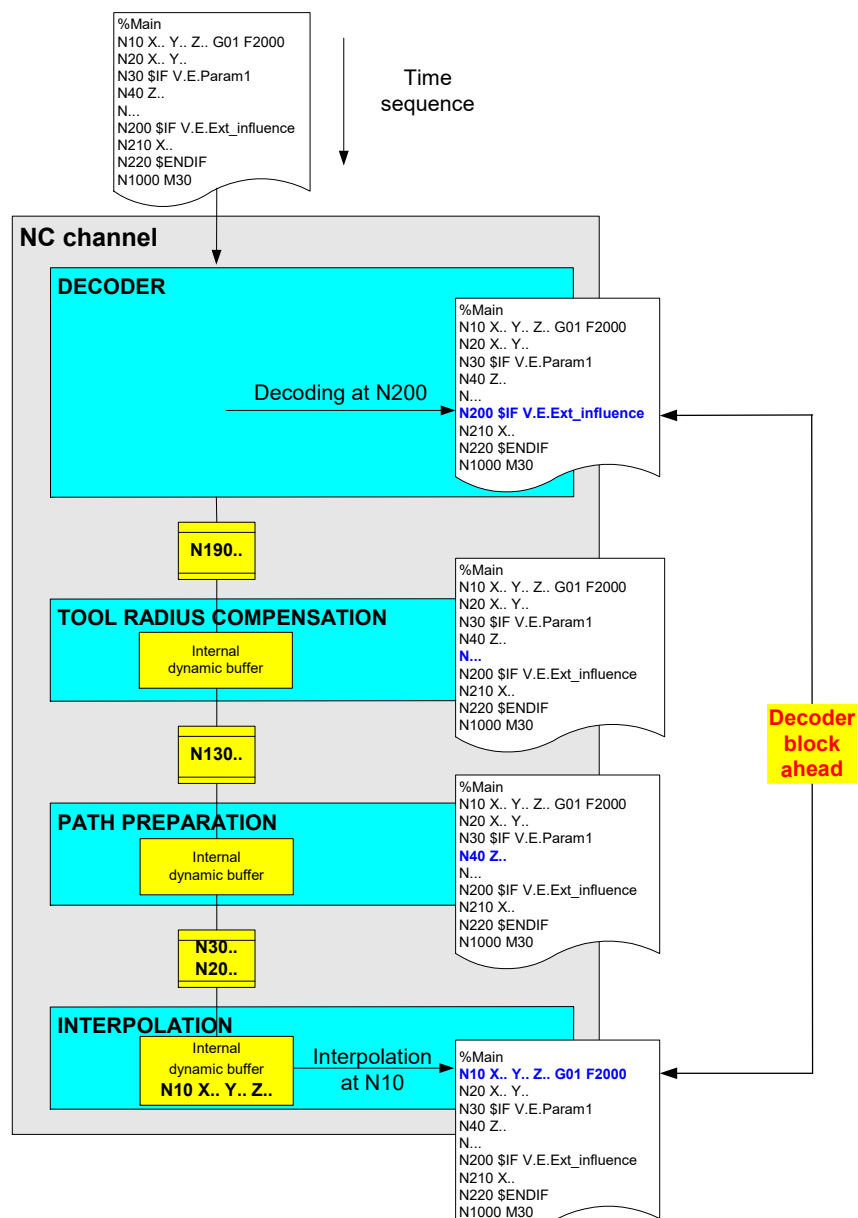 %Main
N10 X.. Y.. Z.. G01 F2000
N20 X.. Y..
N30 $IF V.E.Param1
N40 Z..
N...
N200 $IF V.E.Ext_influence
N210 X..
N220 $ENDIF
N1000 M30
Time
sequence
NC channel
DECODER
Decoding at N200
%Main
N10 X.. Y.. Z.. G01 F2000
N20 X.. Y..
N30 $IF V.E.Param1
N40 Z..
N...
N200 $IF V.E.Ext_influence
N210 X..
N220 $ENDIF
N1000 M30
N190..
TOOL RADIUS COMPENSATION
Internal
dynamic buffer
%Main
N10 X.. Y.. Z.. G01 F2000
N20 X.. Y..
N30 $IF V.E.Param1
N40 Z..
N...
N200 $IF V.E.Ext_influence
N210 X..
N220 $ENDIF
N1000 M30
Decoder
block
ahead
N130..
PATH PREPARATION
Internal
dynamic buffer
%Main
N10 X.. Y.. Z.. G01 F2000
N20 X.. Y..
N30 $IF V.E.Param1
N40 Z..
N...
N200 $IF V.E.Ext_influence
N210 X..
N220 $ENDIF
N1000 M30
N30..
N20..
INTERPOLATION
Internal
dynamic buffer
N10 X.. Y.. Z..
Interpolation
at N10
%Main
N10 X.. Y.. Z.. G01 F2000
N20 X.. Y..
N30 $IF V.E.Param1
N40 Z..
N...
N200 $IF V.E.Ext_influence
N210 X..
N220 $ENDIF
N1000 M30